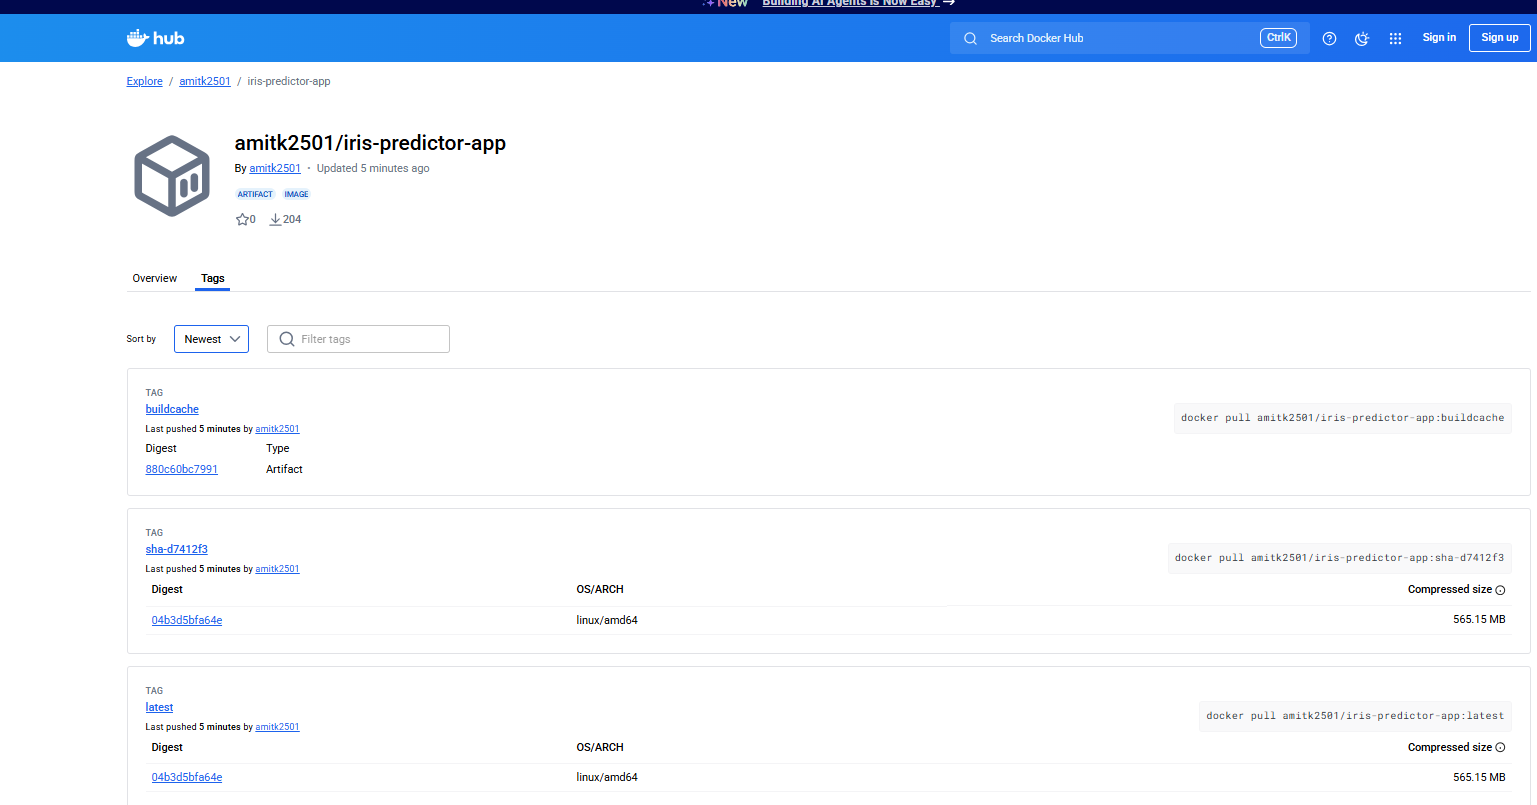 New Building AI Agents is Now Easy →
hub Search Docker Hub CtrlK Sign in Sign up
Explore / amitk2501 / iris-predictor-app
amitk2501/iris-predictor-app
By amitk2501 · Updated 5 minutes ago
ARTIFACT IMAGE
0 204
Overview Tags
Sort by Newest Filter tags
TAG
buildcache
docker pull amitk2501/iris-predictor-app:buildcache
Last pushed 5 minutes by amitk2501
Digest Type
880c60bc7991 Artifact
TAG
sha-d7412f3
docker pull amitk2501/iris-predictor-app:sha-d7412f3
Last pushed 5 minutes by amitk2501
Digest OS/ARCH Compressed size
04b3d5bfa64e linux/amd64 565.15 MB
TAG
latest
docker pull amitk2501/iris-predictor-app:latest
Last pushed 5 minutes by amitk2501
Digest OS/ARCH Compressed size
04b3d5bfa64e linux/amd64 565.15 MB